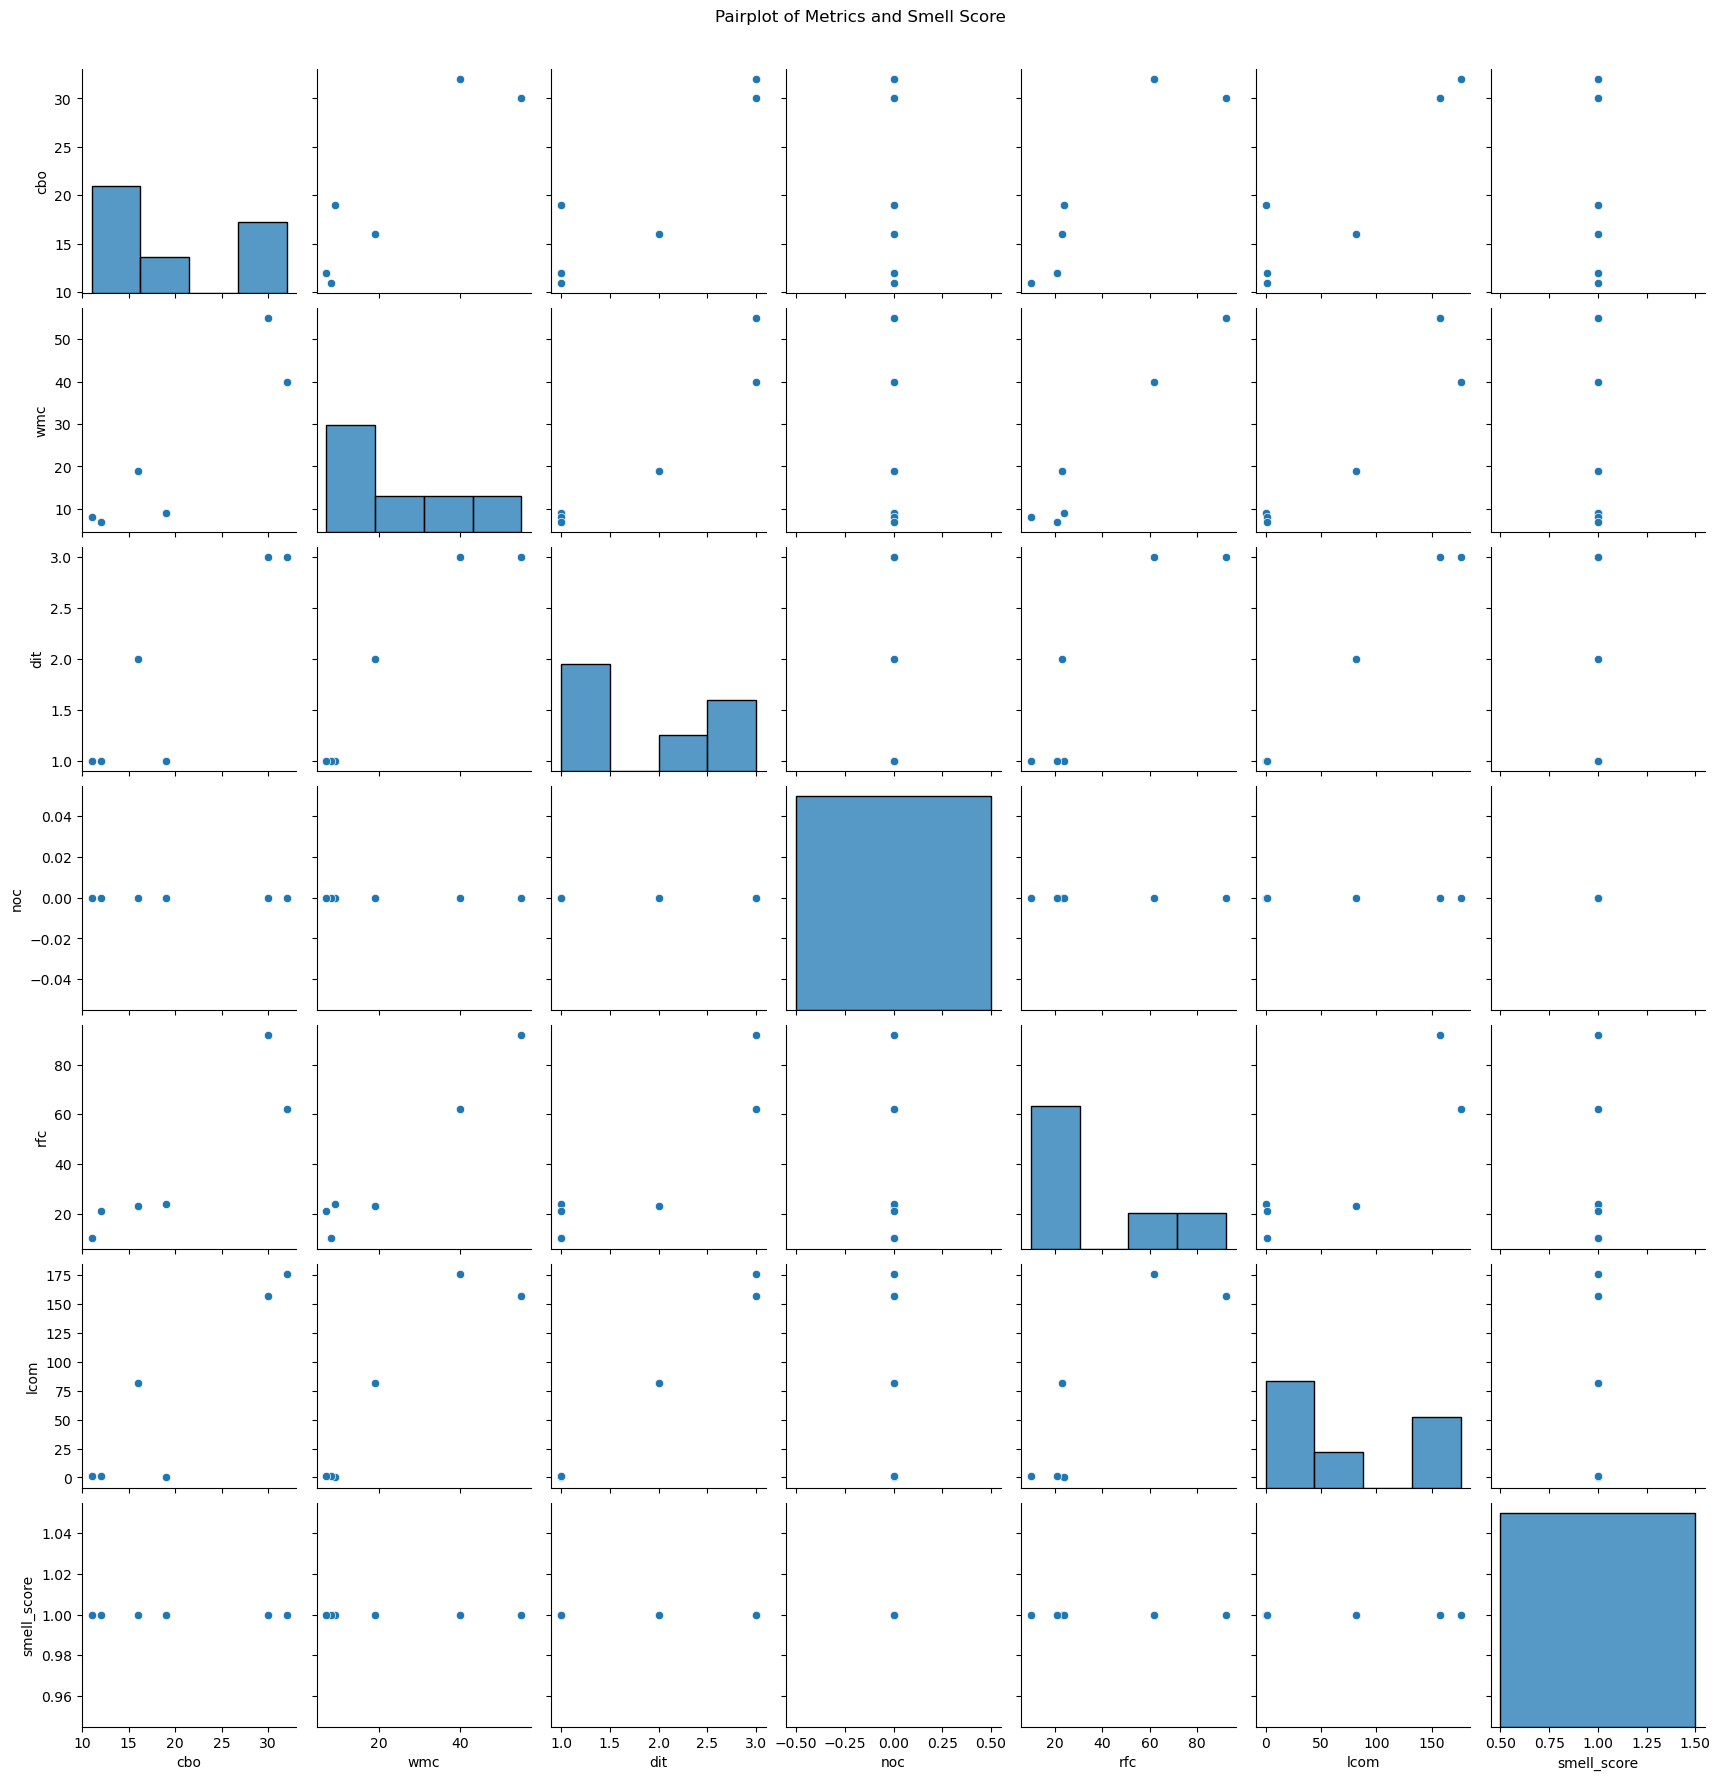 Pairplot of Metrics and Smell Score
30
25
20
15
10
cbo
50
40
30
20
10
wmc
3.0
2.5
2.0
1.5
1.0
dit
0.04
0.02
0.00
−0.02
−0.04
noc
80
60
40
20
rfc
175
150
125
100
75
50
25
0
lcom
1.04
1.02
1.00
0.98
0.96
smell_score
10 15 20 25 30
20 40
1.0 1.5 2.0 2.5 3.0
−0.50 −0.25 0.00 0.25 0.50
20 40 60 80
0 50 100 150
0.50 0.75 1.00 1.25 1.50
cbo wmc dit noc rfc lcom smell_score